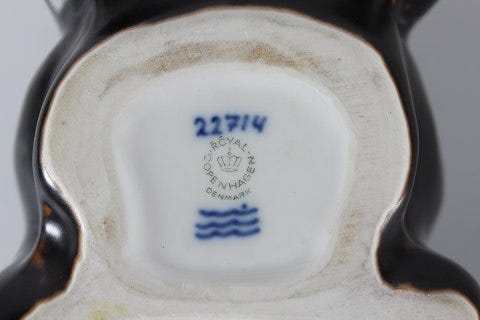 22714
ROYAL
COPENHAGEN
DENMARK